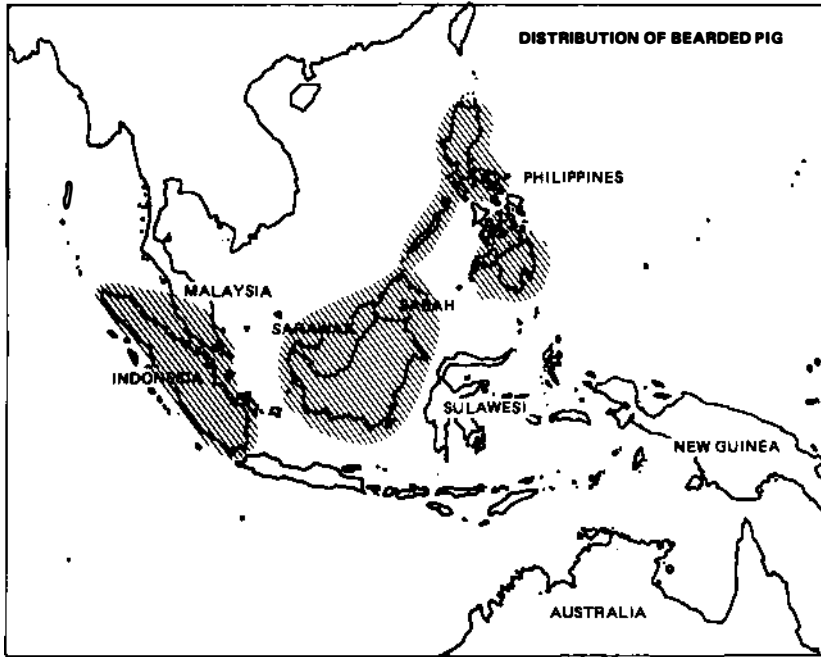 DISTRIBUTION OF BEARDED PIG
PHILIPPINES
MALAYSIA
SABAH
SARAWAK
INDONESIA
SULAWESI
NEW GUINEA
AUSTRALIA